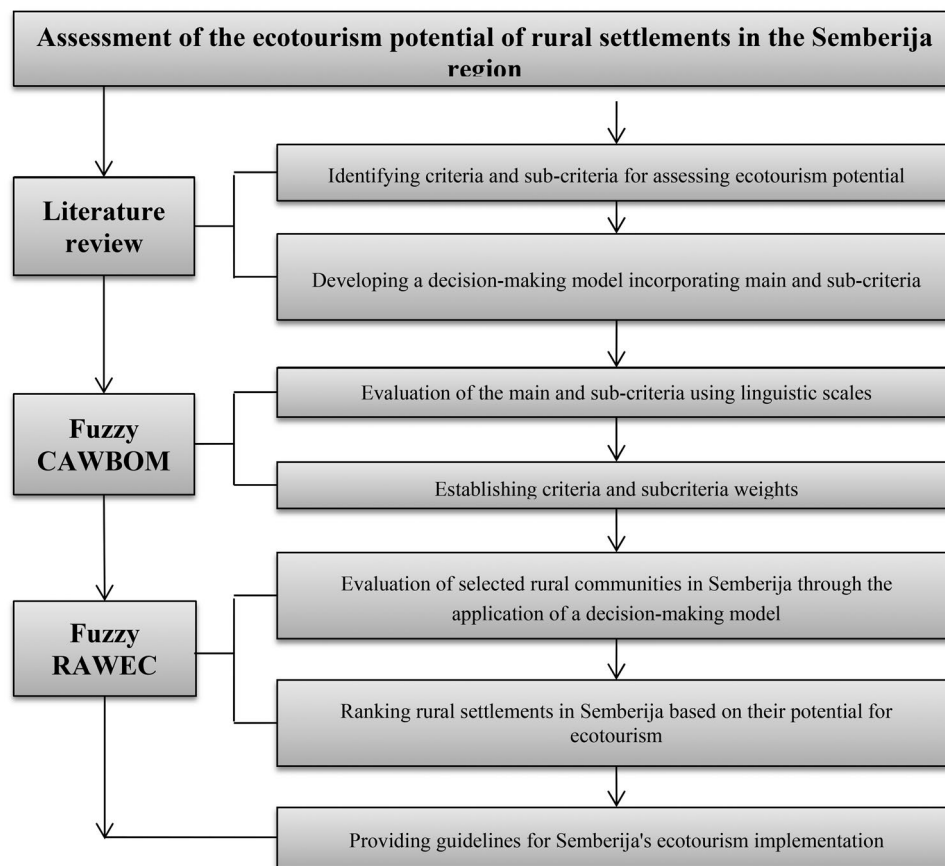 Assessment of the ecotourism potential of rural settlements in the Semberija
region
Literature
review
Identifying criteria and sub-criteria for assessing ecotourism potential
Developing a decision-making model incorporating main and sub-criteria
Fuzzy
CAWBOM
Evaluation of the main and sub-criteria using linguistic scales
Establishing criteria and subcriteria weights
Fuzzy
RAWEC
Evaluation of selected rural communities in Semberija through the
application of a decision-making model
Ranking rural settlements in Semberija based on their potential for
ecotourism
Providing guidelines for Semberija's ecotourism implementation